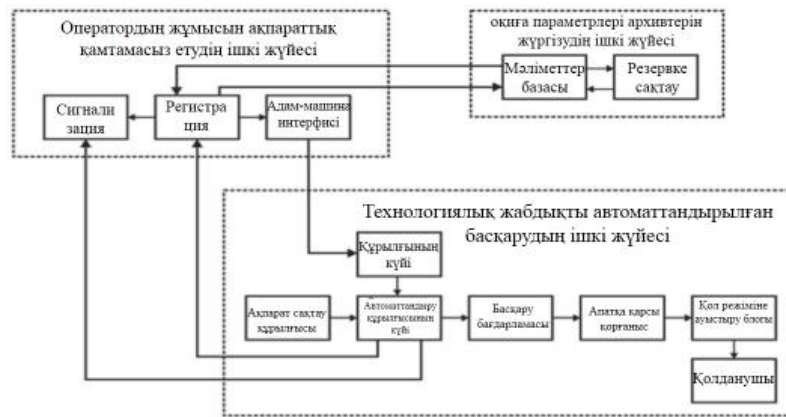 Оператордың жұмысын ақпараттық
қамтамасыз етудің ішкі жүйесі
Сигнали
зация
Регистра
ция
Адам-машина
интерфисі
оқиға параметрлері архивтерін
жүргізудің ішкі жүйесі
Мәліметтер
базасы
Резервке
сақтау
Технологиялық жабдықты автоматтандырылған
басқарудың ішкі жүйесі
Құрылғының
күйі
Ақпарат сақтау
құрылғысы
Автоматтандыру
құрылғысының
күйі
Басқару
бағдарламасы
Апатқа қарсы
қорғаныс
Қол режиміне
ауыстыру блогы
Қолданушы